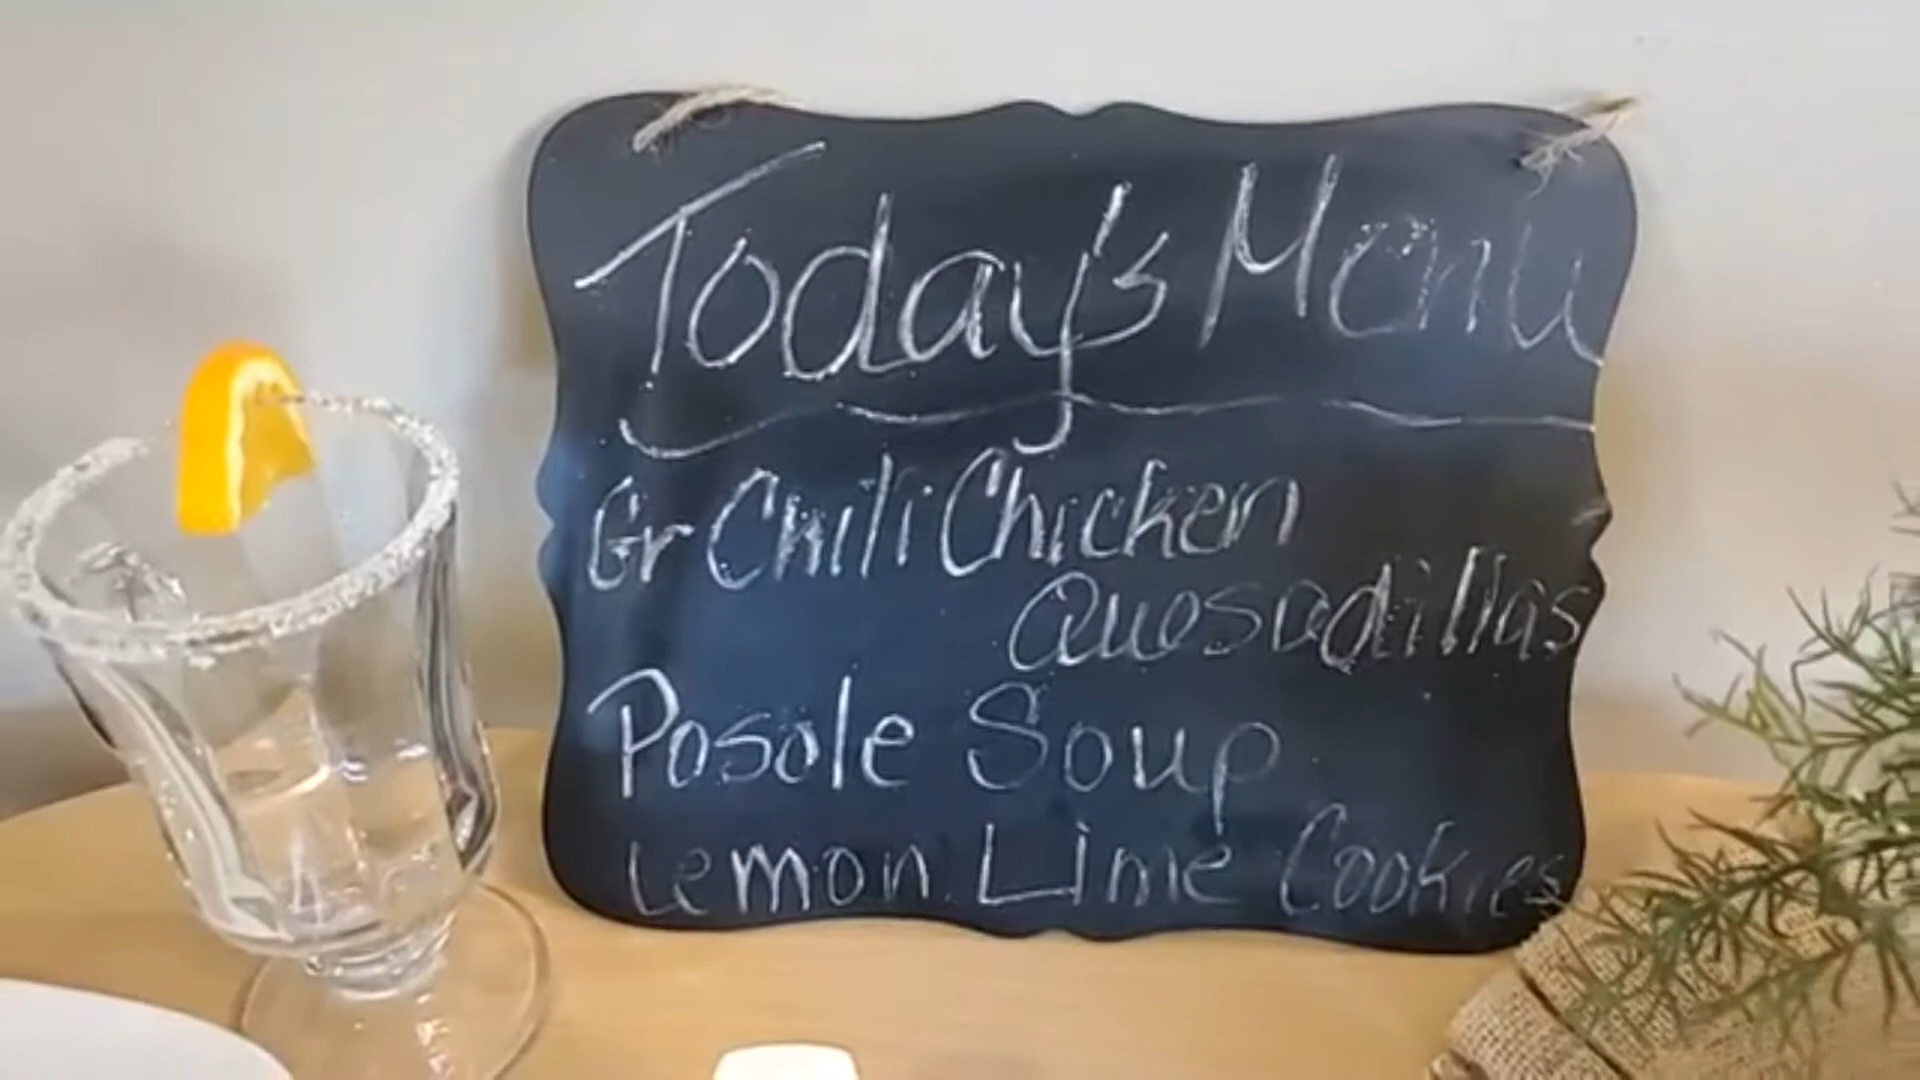 Today's Menu
Gr Chili Chicken
Quesadillas
Posole Soup
Lemon Lime Cookies